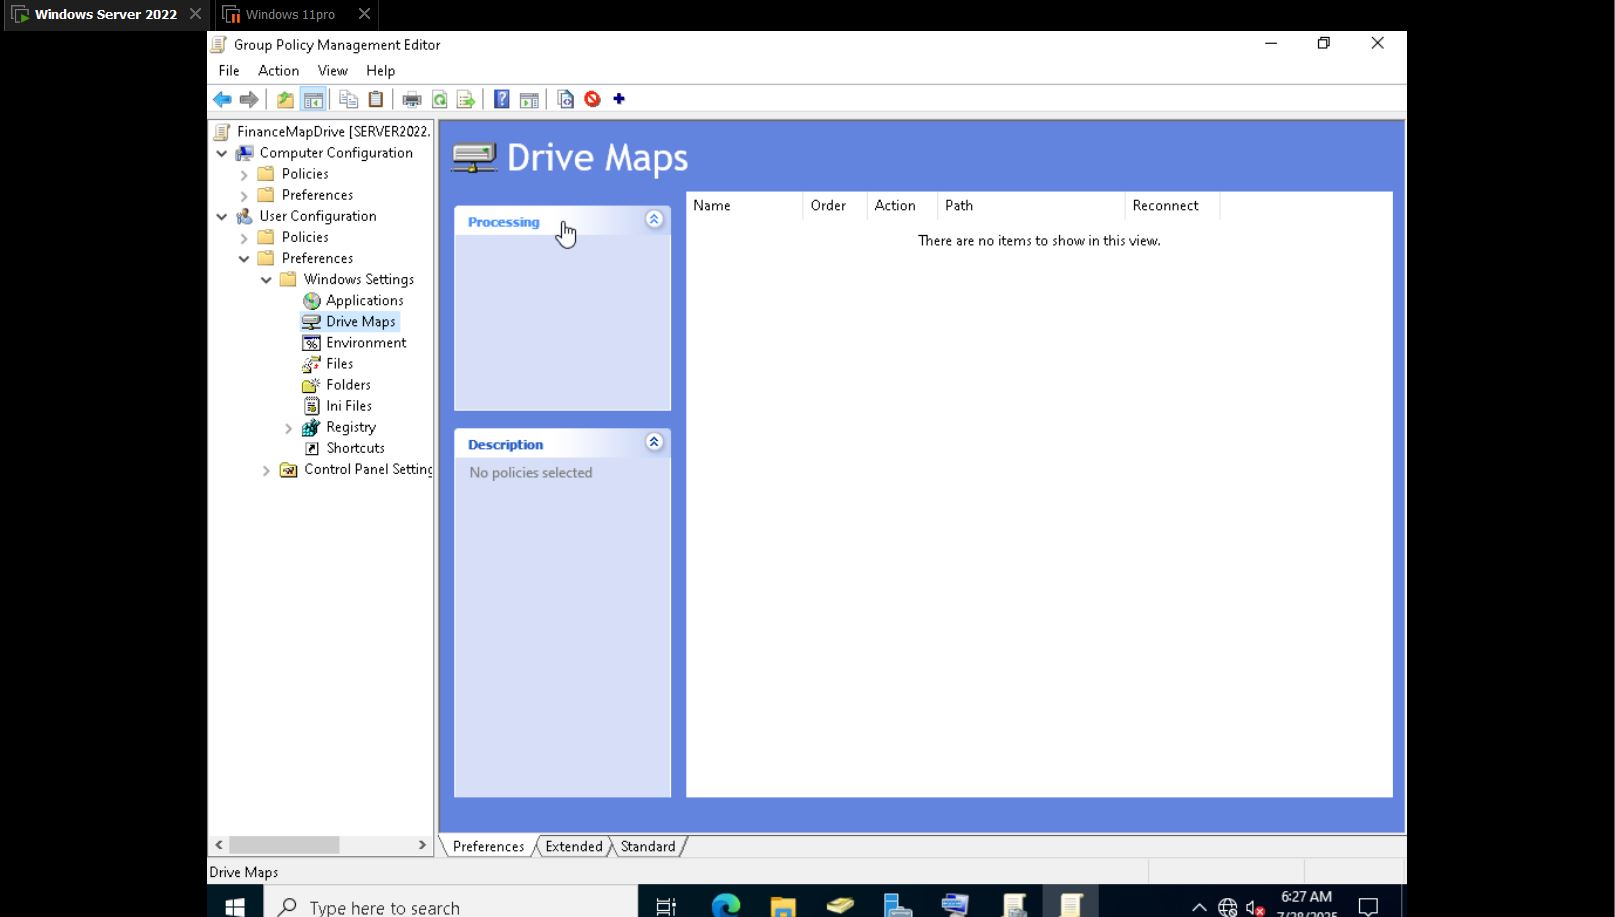 Windows Server 2022
Windows 11pro
Group Policy Management Editor
File Action View Help
FinanceMapDrive [SERVER2022.
Computer Configuration
Policies
Preferences
User Configuration
Policies
Preferences
Windows Settings
Applications
Drive Maps
Environment
Files
Folders
Ini Files
Registry
Shortcuts
Control Panel Setting
Drive Maps
Processing
Description
No policies selected
Name Order Action Path Reconnect
There are no items to show in this view.
Preferences Extended Standard
Drive Maps
Type here to search
6:27 AM
7/28/2025